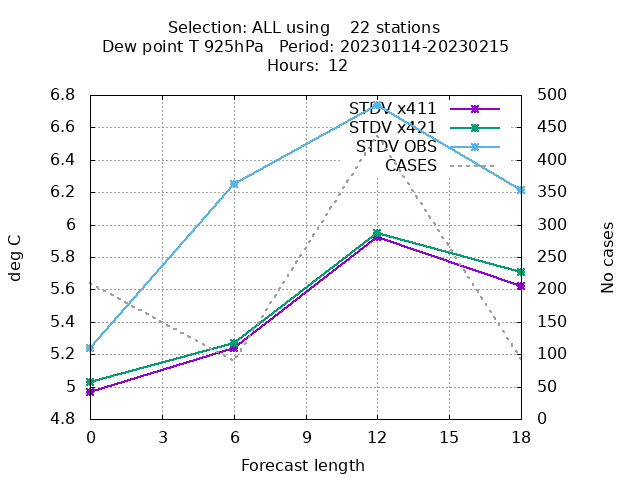 Selection: ALL using    22 stations
Dew point T 925hPa   Period: 20230114-20230215
Hours:  12
6.8
6.6
6.4
6.2
6
5.8
5.6
5.4
5.2
5
4.8
deg C
500
450
400
350
300
250
200
150
100
50
0
No cases
STDV x411
STDV x421
STDV OBS
CASES
0 3 6 9 12 15 18
Forecast length